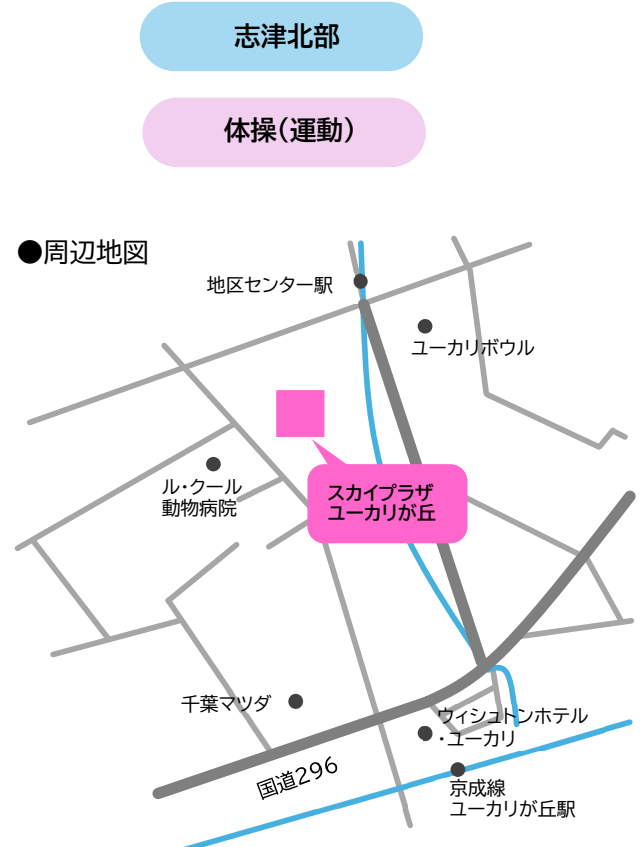 志津北部
体操(運動)
●周辺地図
地区センター駅
ユーカリボウル
ル・クール
動物病院
スカイプラザ
ユーカリが丘
千葉マツダ
ウィシュトンホテル
・ユーカリ
国道296
京成線
ユーカリが丘駅